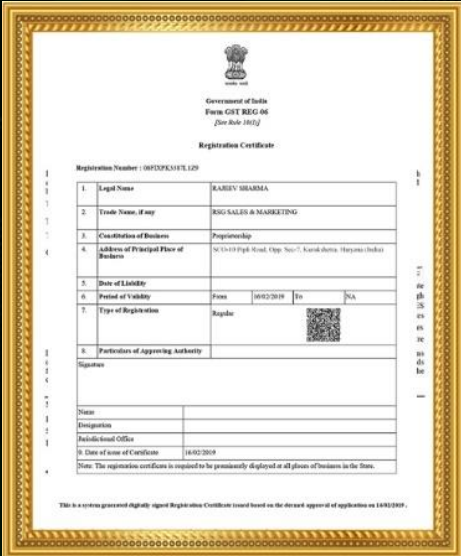 Government of India
Form GST REG-06
[See Rule 10(1)]
Registration Certificate
Registration Number :
1. Legal Name RAJEEV SHARMA
2. Trade Name, if any RSG SALES & MARKETING
3. Constitution of Business Proprietorship
4. Address of Principal Place of Business SCO-10 Pipli Road, Opp. Sec-7, Kurukshetra, Haryana (India)
5. Date of Liability
6. Period of Validity From 16/02/2019 To NA
7. Type of Registration Regular
8. Particulars of Approving Authority
Signature
Name
Designation
Jurisdictional Office
9. Date of issue of Certificate 16/02/2019
Note: The registration certificate is required to be prominently displayed at all places of business in the State.
This is a system generated digitally signed Registration Certificate issued based on the deemed approval of application on 16/02/2019 .